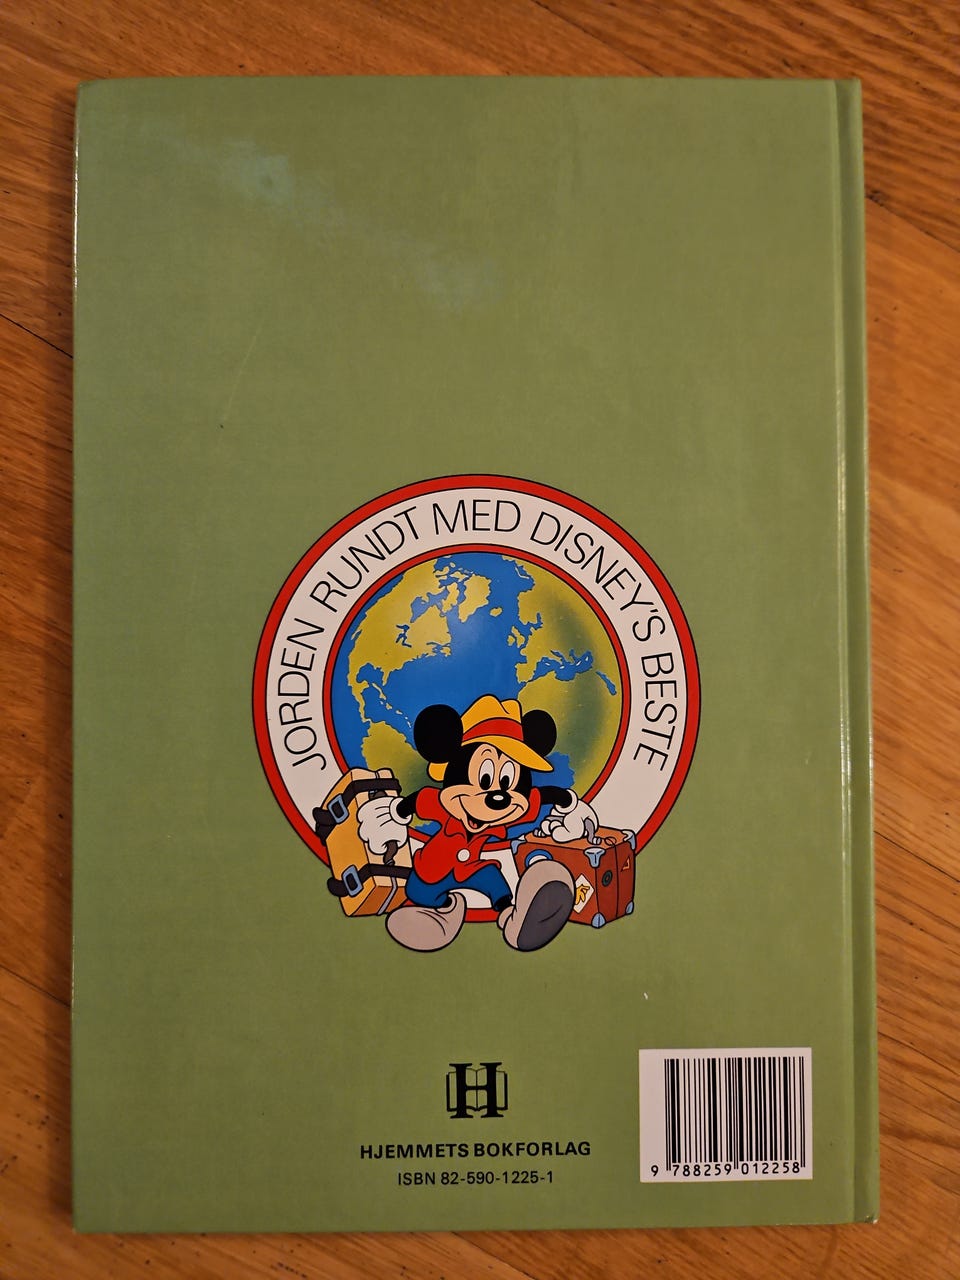 JORDEN RUNDT MED DISNEY'S BESTE
H
HJEMMETS BOKFORLAG
ISBN 82-590-1225-1
9 788259 012258